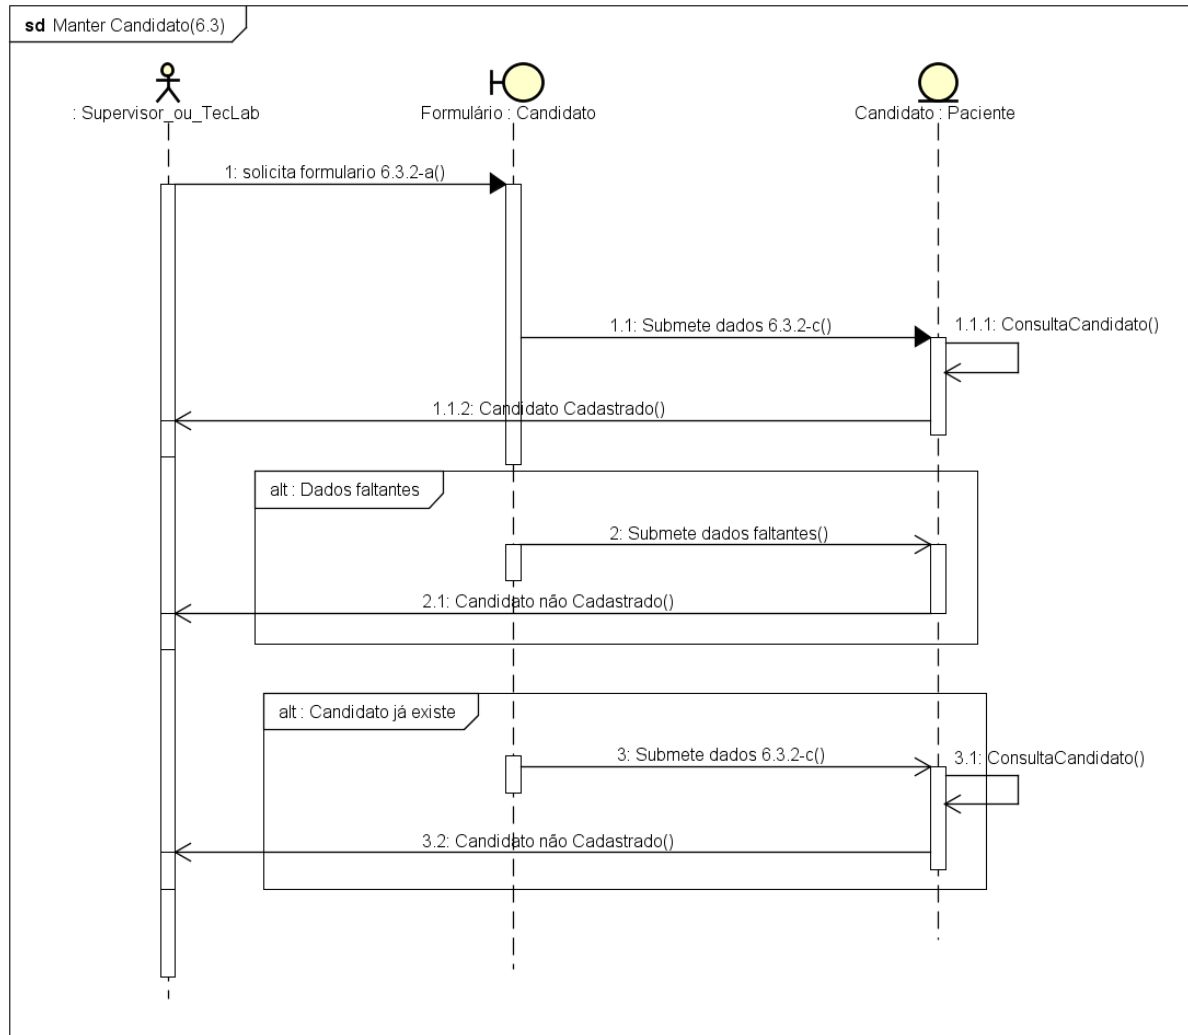 sd Manter Candidato(6.3)
: Supervisor_ou_TecLab
Formulário : Candidato
Candidato : Paciente
1: solicita formulario 6.3.2-a()
1.1: Submete dados 6.3.2-c()
1.1.1: ConsultaCandidato()
1.1.2: Candidato Cadastrado()
alt : Dados faltantes
2: Submete dados faltantes()
2.1: Candidato não Cadastrado()
alt : Candidato já existe
3: Submete dados 6.3.2-c()
3.1: ConsultaCandidato()
3.2: Candidato não Cadastrado()